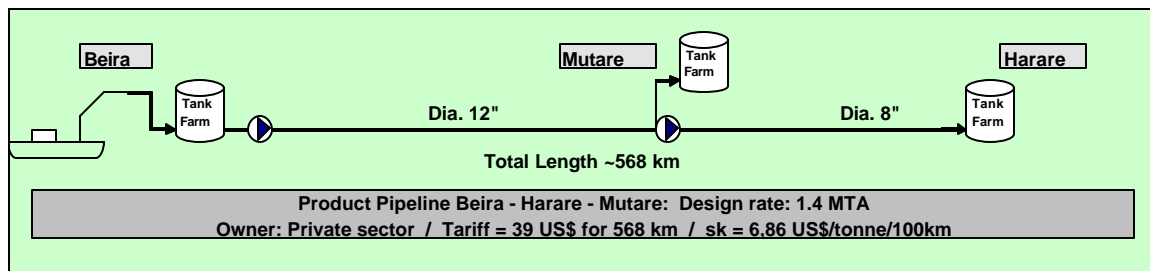 Beira
Mutare
Harare
Tank
Farm
Tank
Farm
Tank
Farm
Dia. 12"
Dia. 8"
Total Length ~568 km
Product Pipeline Beira - Harare - Mutare: Design rate: 1.4 MTA
Owner: Private sector / Tariff = 39 US$ for 568 km / sk = 6,86 US$/tonne/100km